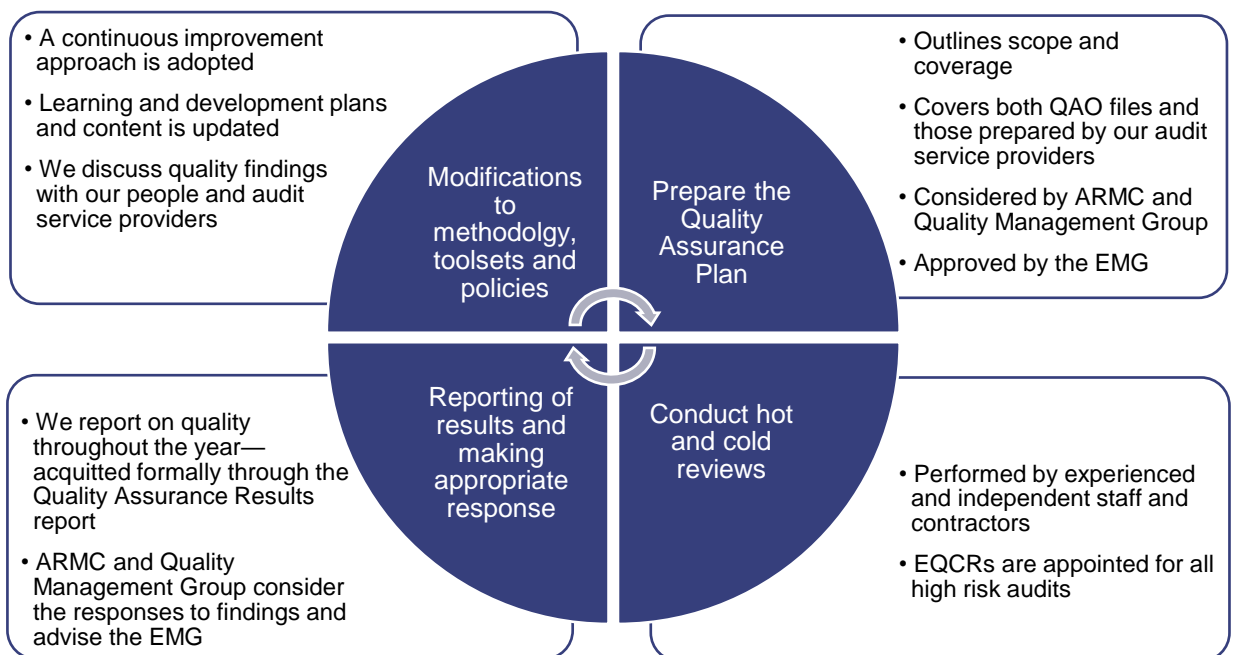 • A continuous improvement
approach is adopted
• Learning and development plans
and content is updated
• We discuss quality findings
with our people and audit
service providers
Modifications
to
methodolgy,
toolsets and
policies
Prepare the
Quality
Assurance
Plan
• Outlines scope and
coverage
• Covers both QAO files and
those prepared by our audit
service providers
• Considered by ARMC and
Quality Management Group
• Approved by the EMG
• We report on quality
throughout the year—
acquitted formally through the
Quality Assurance Results
report
• ARMC and Quality
Management Group consider
the responses to findings and
advise the EMG
Reporting of
results and
making
appropriate
response
Conduct hot
and cold
reviews
• Performed by experienced
and independent staff and
contractors
• EQCRs are appointed for all
high risk audits